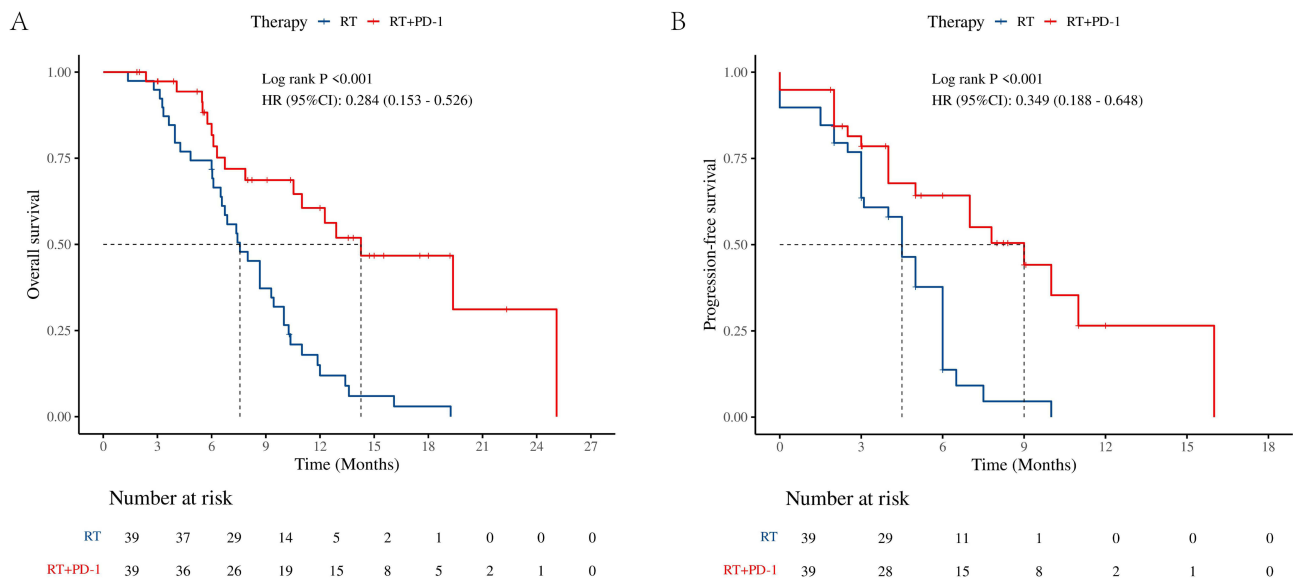 A
Therapy RT RT+PD-1
Log rank P <0.001
HR (95%CI): 0.284 (0.153 - 0.526)
Overall survival
1.00
0.75
0.50
0.25
0.00
0 3 6 9 12 15 18 21 24 27
Time (Months)
Number at risk
RT 39 37 29 14 5 2 1 0 0 0
RT+PD-1 39 36 26 19 15 8 5 2 1 0
B
Therapy RT RT+PD-1
Log rank P <0.001
HR (95%CI): 0.349 (0.188 - 0.648)
Progression-free survival
1.00
0.75
0.50
0.25
0.00
0 3 6 9 12 15 18
Time (Months)
Number at risk
RT 39 29 11 1 0 0 0
RT+PD-1 39 28 15 8 2 1 0